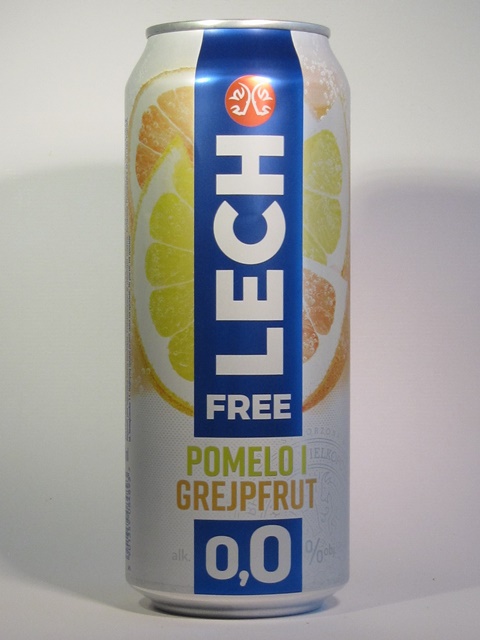 LECH
FREE
POMELO I
GREJPFRUT
alk. 0,0 % obj.